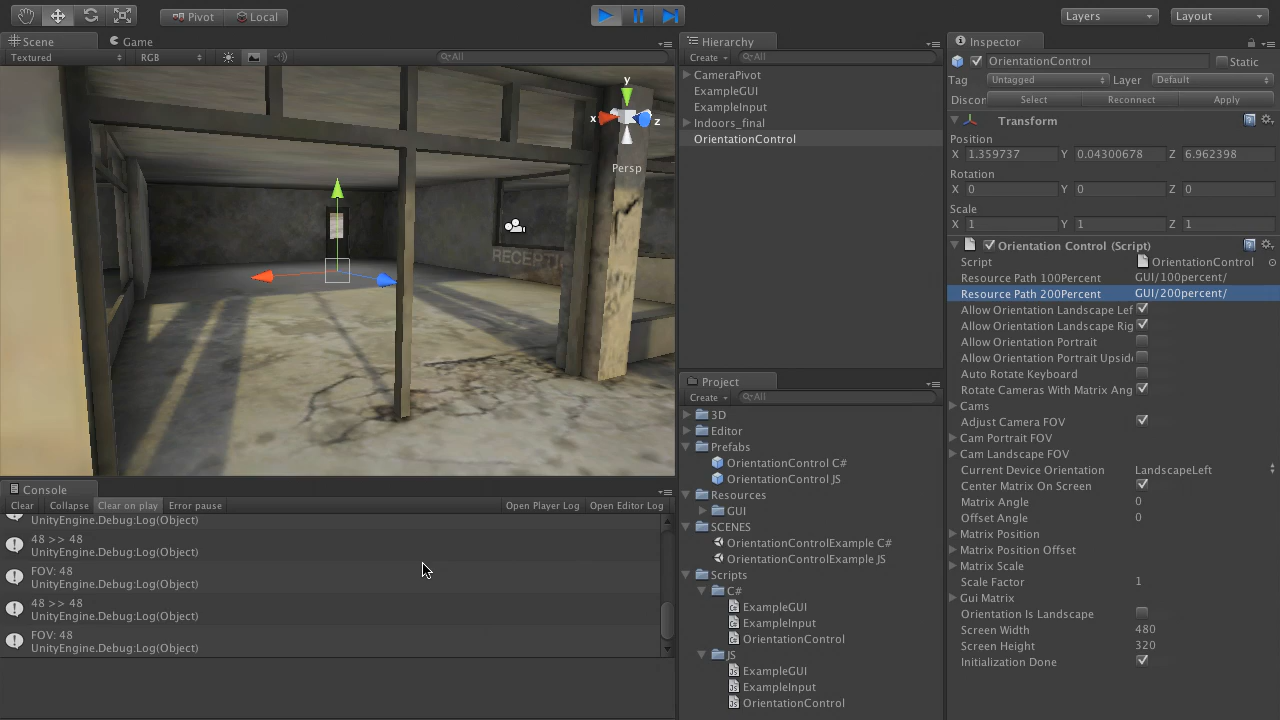 Pivot
Local
Layers
Layout
Scene
Game
Textured
RGB
All
x
y
z
Persp
RECEPTI
Hierarchy
Create
All
CameraPivot
ExampleGUI
ExampleInput
Indoors_final
OrientationControl
Project
Create
All
3D
Editor
Prefabs
OrientationControl C#
OrientationControl JS
Resources
GUI
SCENES
OrientationControlExample C#
OrientationControlExample JS
Scripts
C#
ExampleGUI
ExampleInput
OrientationControl
JS
ExampleGUI
ExampleInput
OrientationControl
Console
Clear
Collapse
Clear on play
Error pause
Open Player Log
Open Editor Log
UnityEngine.Debug:Log(Object)
48 >> 48
UnityEngine.Debug:Log(Object)
FOV: 48
UnityEngine.Debug:Log(Object)
48 >> 48
UnityEngine.Debug:Log(Object)
FOV: 48
UnityEngine.Debug:Log(Object)
Inspector
OrientationControl
Static
Tag Untagged Layer Default
Discor Select Reconnect Apply
Transform
Position
X 1.359737 Y 0.04300678 Z 6.962398
Rotation
X 0 Y 0 Z 0
Scale
X 1 Y 1 Z 1
Orientation Control (Script)
Script OrientationControl
Resource Path 100Percent GUI/100percent/
Resource Path 200Percent GUI/200percent/
Allow Orientation Landscape Lef
Allow Orientation Landscape Rig
Allow Orientation Portrait
Allow Orientation Portrait Upside
Auto Rotate Keyboard
Rotate Cameras With Matrix Ang
Cams
Adjust Camera FOV
Cam Portrait FOV
Cam Landscape FOV
Current Device Orientation LandscapeLeft
Center Matrix On Screen
Matrix Angle 0
Offset Angle 0
Matrix Position
Matrix Position Offset
Matrix Scale
Scale Factor 1
Gui Matrix
Orientation Is Landscape
Screen Width 480
Screen Height 320
Initialization Done